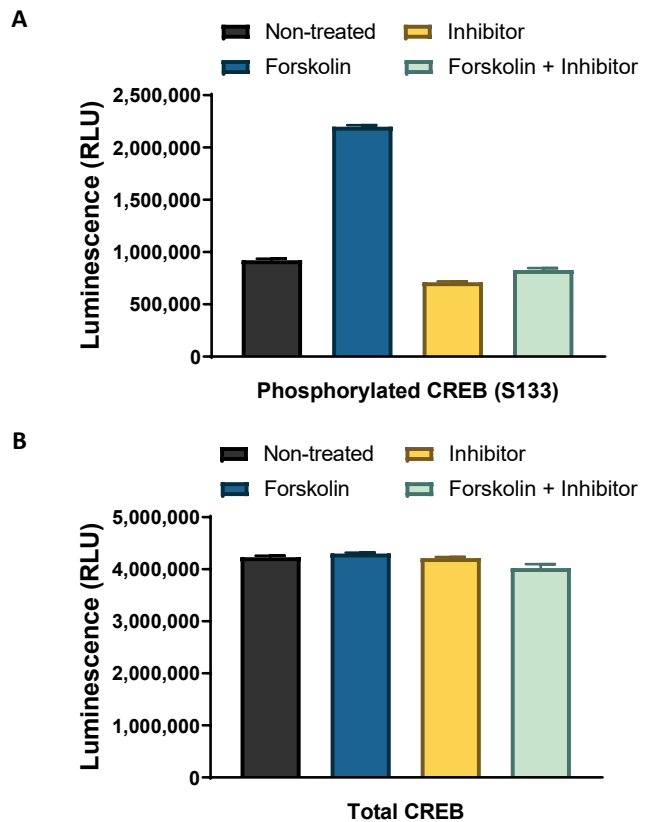 A
Non-treated
Inhibitor
Forskolin
Forskolin + Inhibitor
Luminescence (RLU)
2,500,000
2,000,000
1,500,000
1,000,000
500,000
0
Phosphorylated CREB (S133)
B
Non-treated
Inhibitor
Forskolin
Forskolin + Inhibitor
Luminescence (RLU)
5,000,000
4,000,000
3,000,000
2,000,000
1,000,000
0
Total CREB